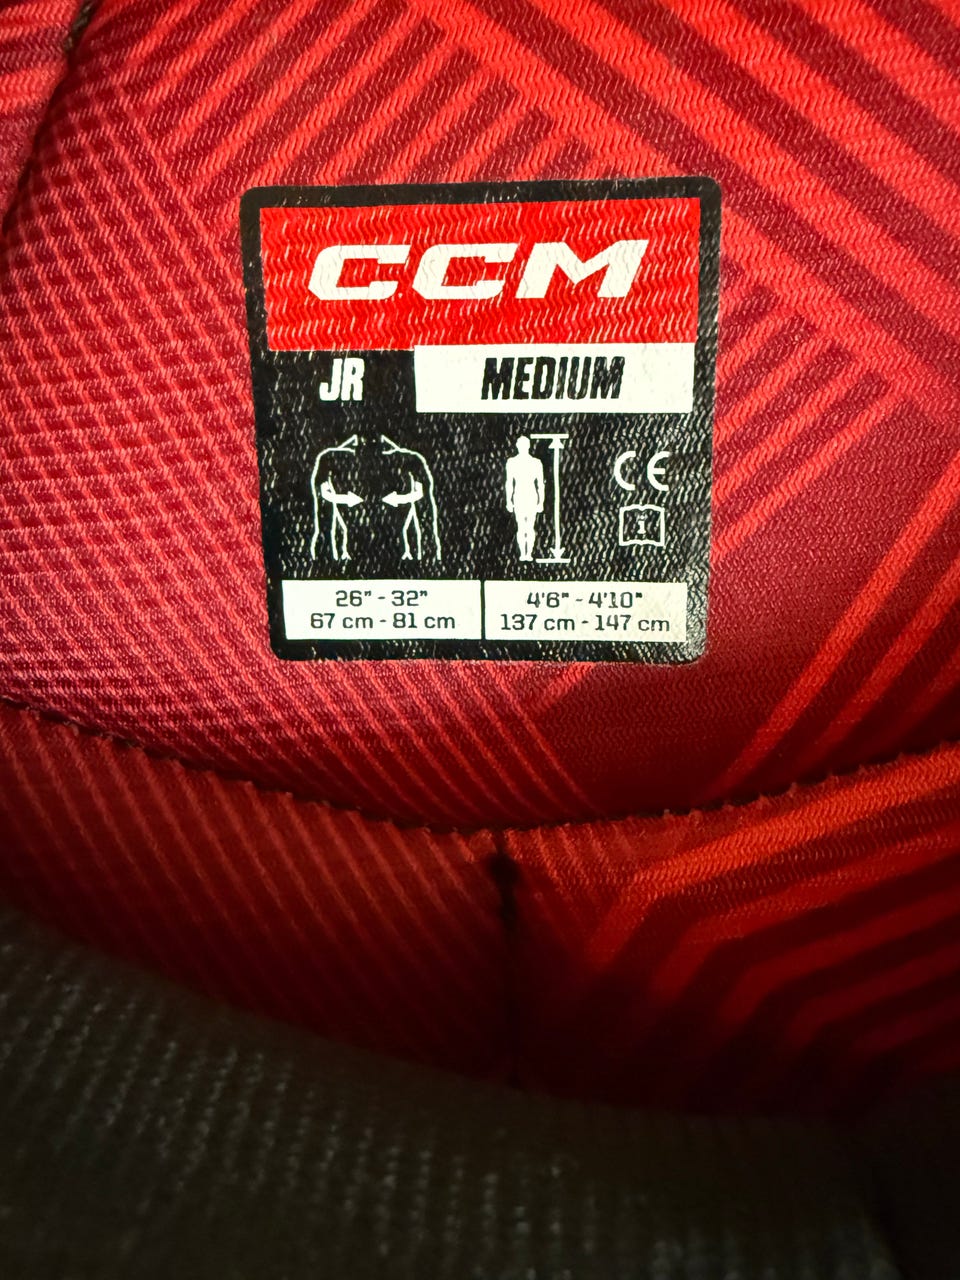 CCM
JR MEDIUM
CE
i
26" - 32"
67 cm - 81 cm
4'6" - 4'10"
137 cm - 147 cm